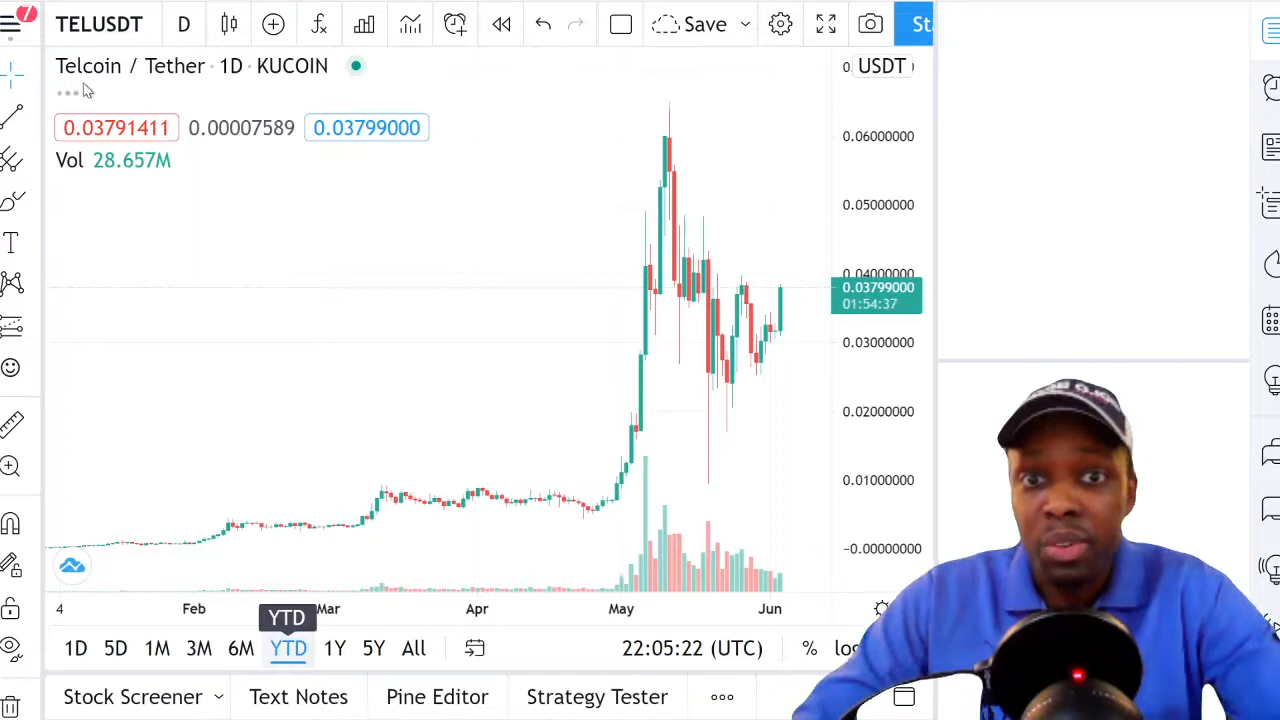 7
TELUSDT D Save Sta
Telcoin / Tether · 1D · KUCOIN
USDT
0.03791411 0.00007589 0.03799000
Vol 28.657M
0.06000000
0.05000000
0.04000000
0.03799000
01:54:37
0.03000000
0.02000000
0.01000000
-0.00000000
4 Feb Mar Apr May Jun
YTD
1D 5D 1M 3M 6M YTD 1Y 5Y All 22:05:22 (UTC) % lo
Stock Screener Text Notes Pine Editor Strategy Tester